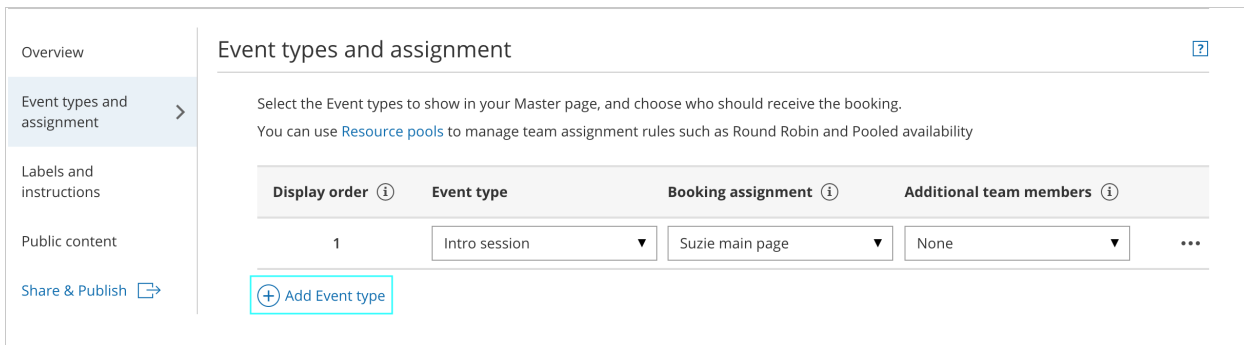 Overview
Event types and
assignment
Labels and
instructions
Public content
Share & Publish
Event types and assignment
?
Select the Event types to show in your Master page, and choose who should receive the booking.
You can use Resource pools to manage team assignment rules such as Round Robin and Pooled availability
Display order i Event type Booking assignment i Additional team members i
1 Intro session Suzie main page None
Add Event type